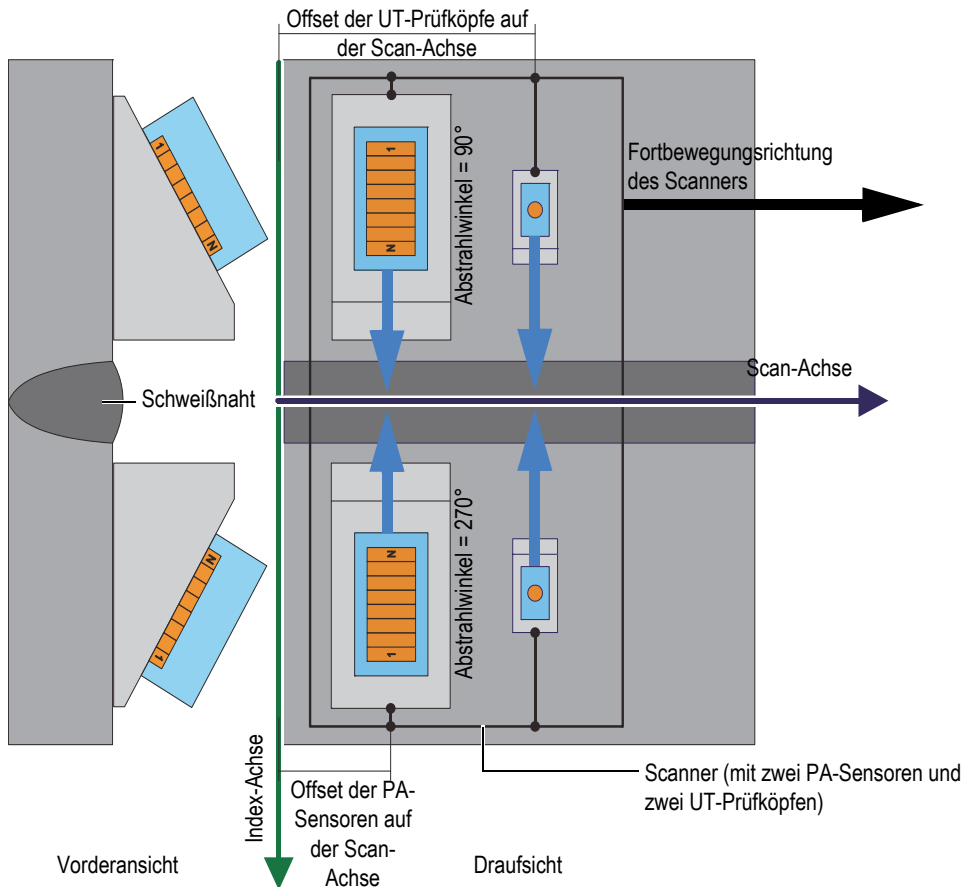 Offset der UT-Prüfköpfe auf
der Scan-Achse
Abstrahlwinkel = 90°
Fortbewegungsrichtung
des Scanners
1
N
1
N
Scan-Achse
Schweißnaht
Abstrahlwinkel = 270°
N
1
N
1
Index-Achse
Offset der PA-
Sensoren auf
der Scan-
Achse
Scanner (mit zwei PA-Sensoren und
zwei UT-Prüfköpfen)
Vorderansicht
Draufsicht